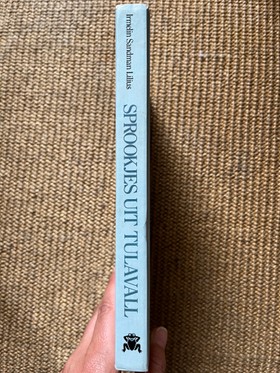 Irmelin Sandman Lilius
SPROOKJES UIT TULAVALL